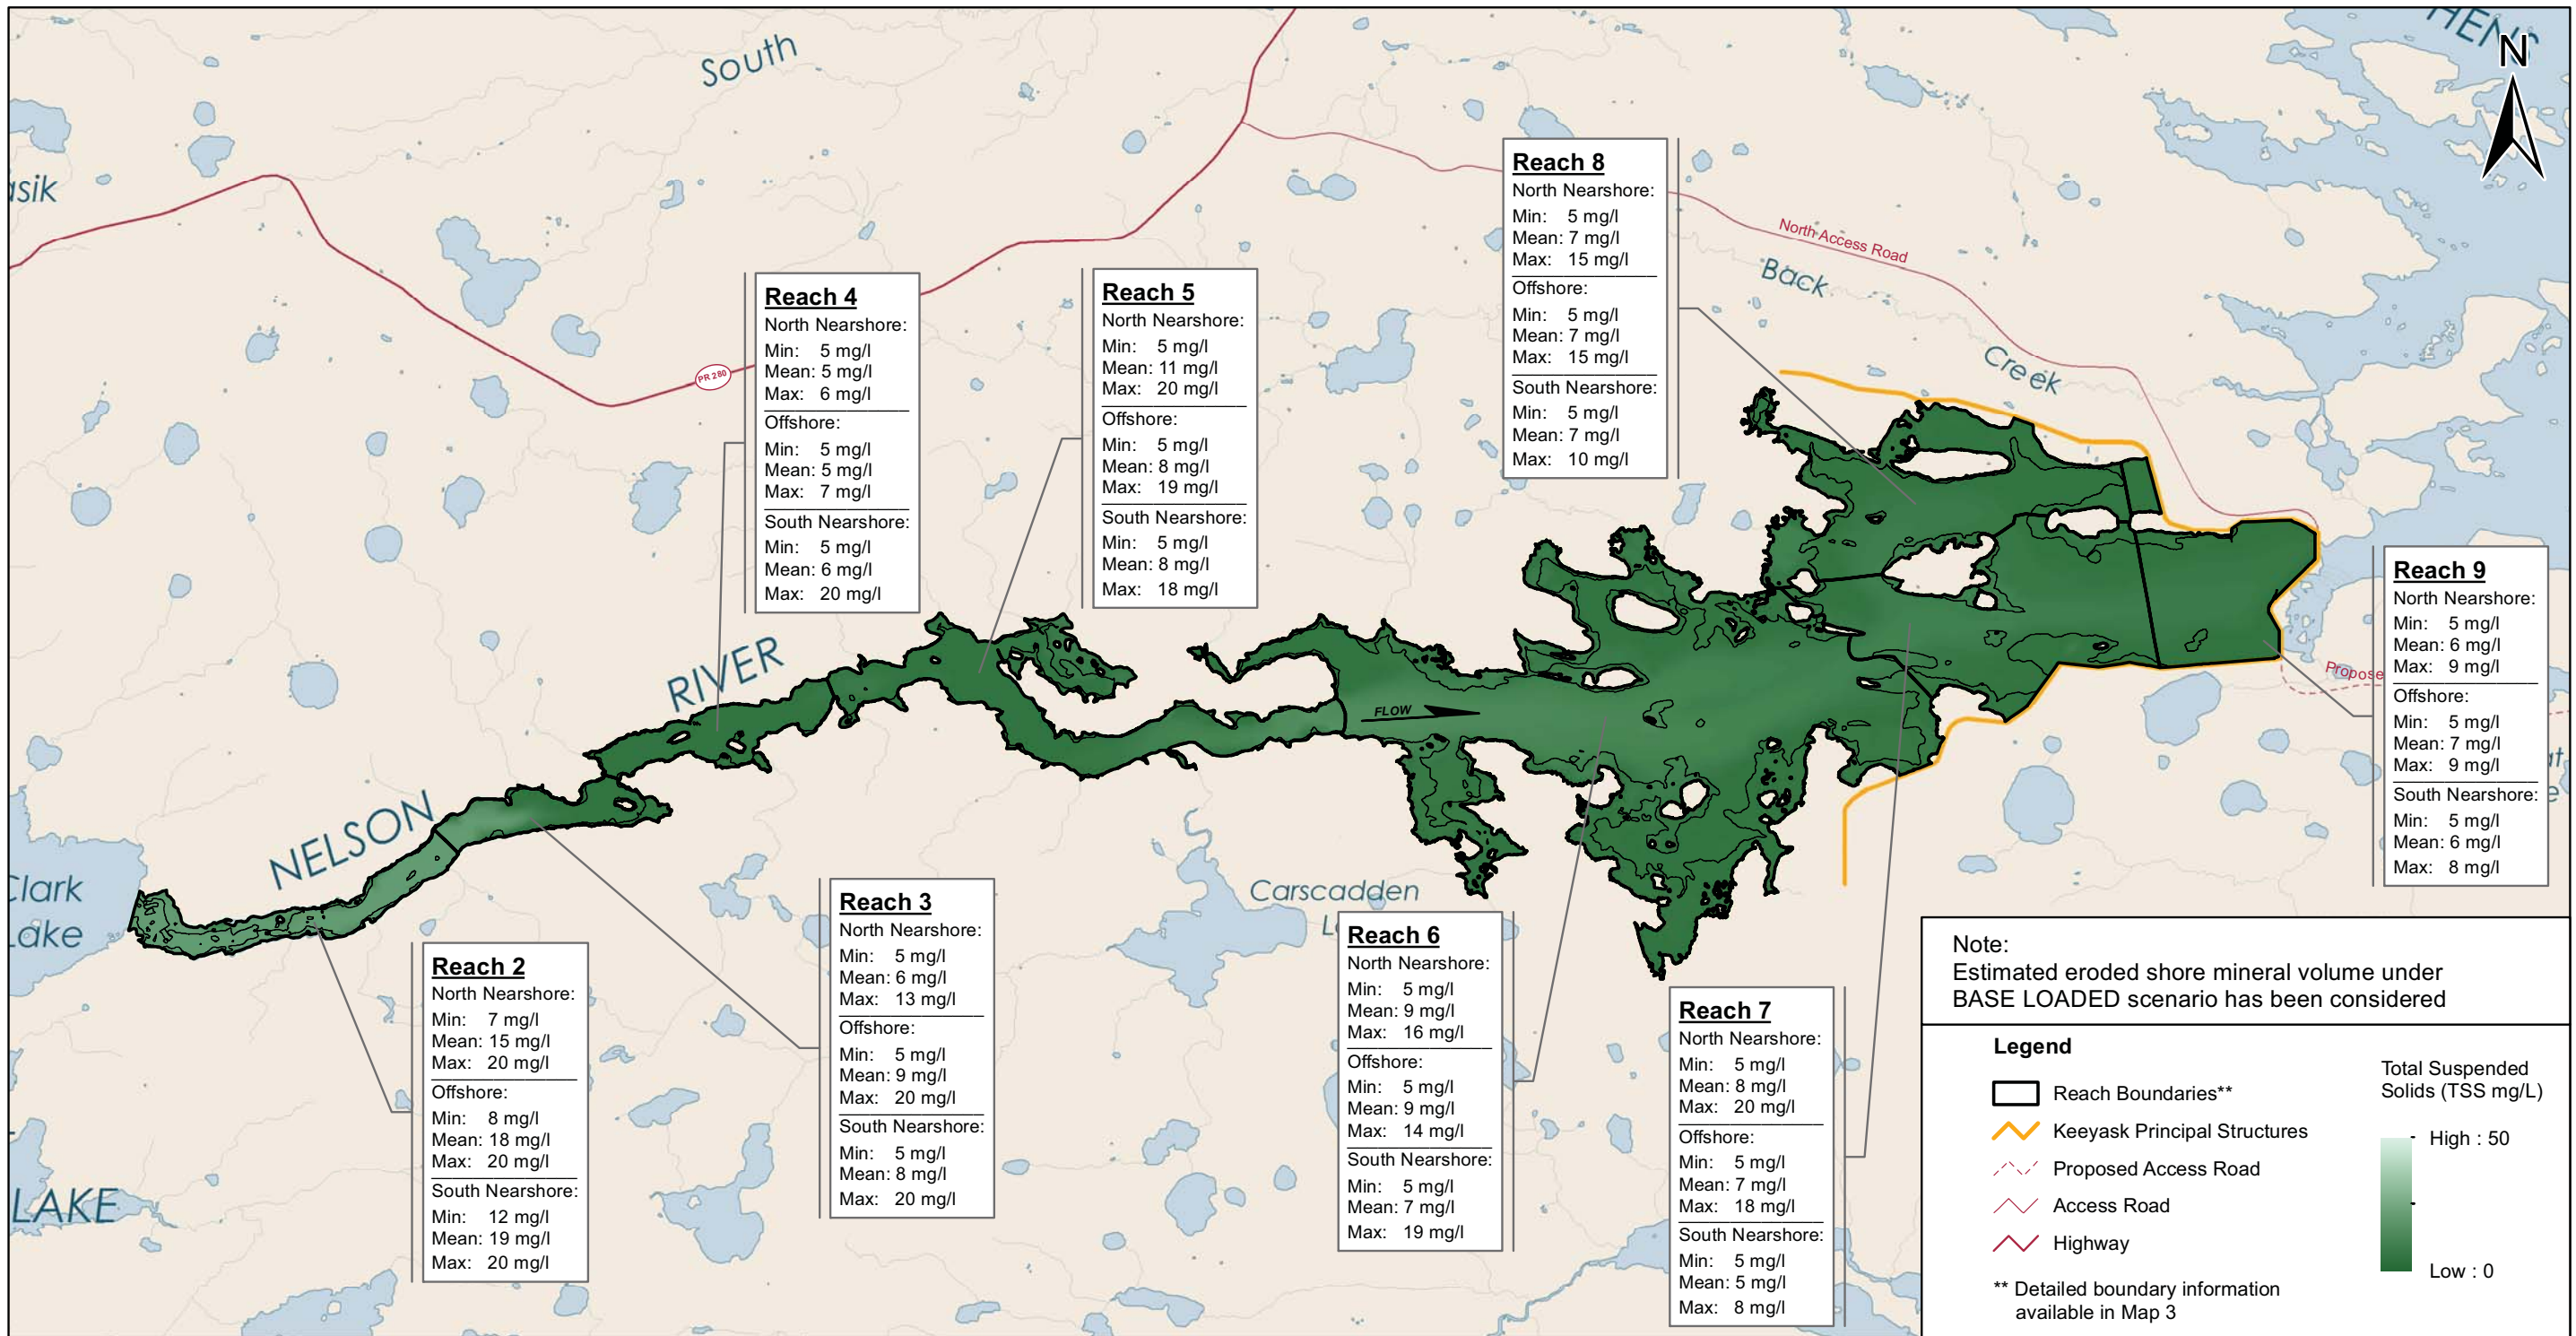 HENS
N
South
asik
North Access Road
Back
Creek
PR 280
RIVER
NELSON
Clark
Lake
LAKE
Carscadden
L
FLOW
Propose
at
e
Reach 4
North Nearshore:
Min: 5 mg/l
Mean: 5 mg/l
Max: 6 mg/l
Offshore:
Min: 5 mg/l
Mean: 5 mg/l
Max: 7 mg/l
South Nearshore:
Min: 5 mg/l
Mean: 6 mg/l
Max: 20 mg/l
Reach 5
North Nearshore:
Min: 5 mg/l
Mean: 11 mg/l
Max: 20 mg/l
Offshore:
Min: 5 mg/l
Mean: 8 mg/l
Max: 19 mg/l
South Nearshore:
Min: 5 mg/l
Mean: 8 mg/l
Max: 18 mg/l
Reach 8
North Nearshore:
Min: 5 mg/l
Mean: 7 mg/l
Max: 15 mg/l
Offshore:
Min: 5 mg/l
Mean: 7 mg/l
Max: 15 mg/l
South Nearshore:
Min: 5 mg/l
Mean: 7 mg/l
Max: 10 mg/l
Reach 9
North Nearshore:
Min: 5 mg/l
Mean: 6 mg/l
Max: 9 mg/l
Offshore:
Min: 5 mg/l
Mean: 7 mg/l
Max: 9 mg/l
South Nearshore:
Min: 5 mg/l
Mean: 6 mg/l
Max: 8 mg/l
Reach 2
North Nearshore:
Min: 7 mg/l
Mean: 15 mg/l
Max: 20 mg/l
Offshore:
Min: 8 mg/l
Mean: 18 mg/l
Max: 20 mg/l
South Nearshore:
Min: 12 mg/l
Mean: 19 mg/l
Max: 20 mg/l
Reach 3
North Nearshore:
Min: 5 mg/l
Mean: 6 mg/l
Max: 13 mg/l
Offshore:
Min: 5 mg/l
Mean: 9 mg/l
Max: 20 mg/l
South Nearshore:
Min: 5 mg/l
Mean: 8 mg/l
Max: 20 mg/l
Reach 6
North Nearshore:
Min: 5 mg/l
Mean: 9 mg/l
Max: 16 mg/l
Offshore:
Min: 5 mg/l
Mean: 9 mg/l
Max: 14 mg/l
South Nearshore:
Min: 5 mg/l
Mean: 7 mg/l
Max: 19 mg/l
Reach 7
North Nearshore:
Min: 5 mg/l
Mean: 8 mg/l
Max: 20 mg/l
Offshore:
Min: 5 mg/l
Mean: 7 mg/l
Max: 18 mg/l
South Nearshore:
Min: 5 mg/l
Mean: 5 mg/l
Max: 8 mg/l
Note:
Estimated eroded shore mineral volume under
BASE LOADED scenario has been considered
Legend
Reach Boundaries**
Keeyask Principal Structures
Proposed Access Road
Access Road
Highway
** Detailed boundary information
available in Map 3
Total Suspended
Solids (TSS mg/L)
High : 50
Low : 0